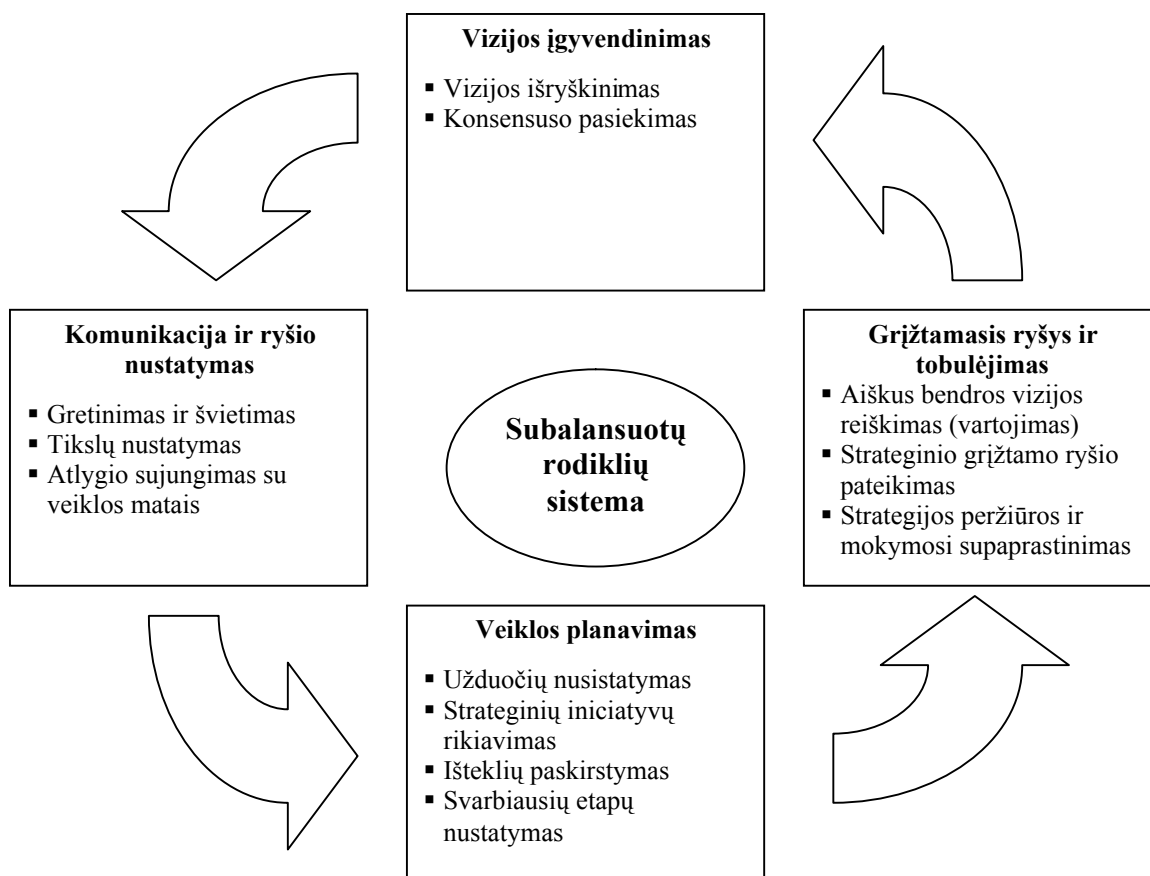 Vizijos įgyvendinimas
▪ Vizijos išryškinimas
▪ Konsensuso pasiekimas
Komunikacija ir ryšio
nustatymas
▪ Gretinimas ir švietimas
▪ Tikslų nustatymas
▪ Atlygio sujungimas su
veiklos matais
Subalansuotų
rodiklių
sistema
Grįžtamasis ryšys ir
tobulėjimas
▪ Aiškus bendros vizijos
reiškimas (vartojimas)
▪ Strateginio grįžtamo ryšio
pateikimas
▪ Strategijos peržiūros ir
mokymosi supaprastinimas
Veiklos planavimas
▪ Užduočių nusistatymas
▪ Strateginių iniciatyvų
rikiavimas
▪ Išteklių paskirstymas
▪ Svarbiausių etapų
nustatymas